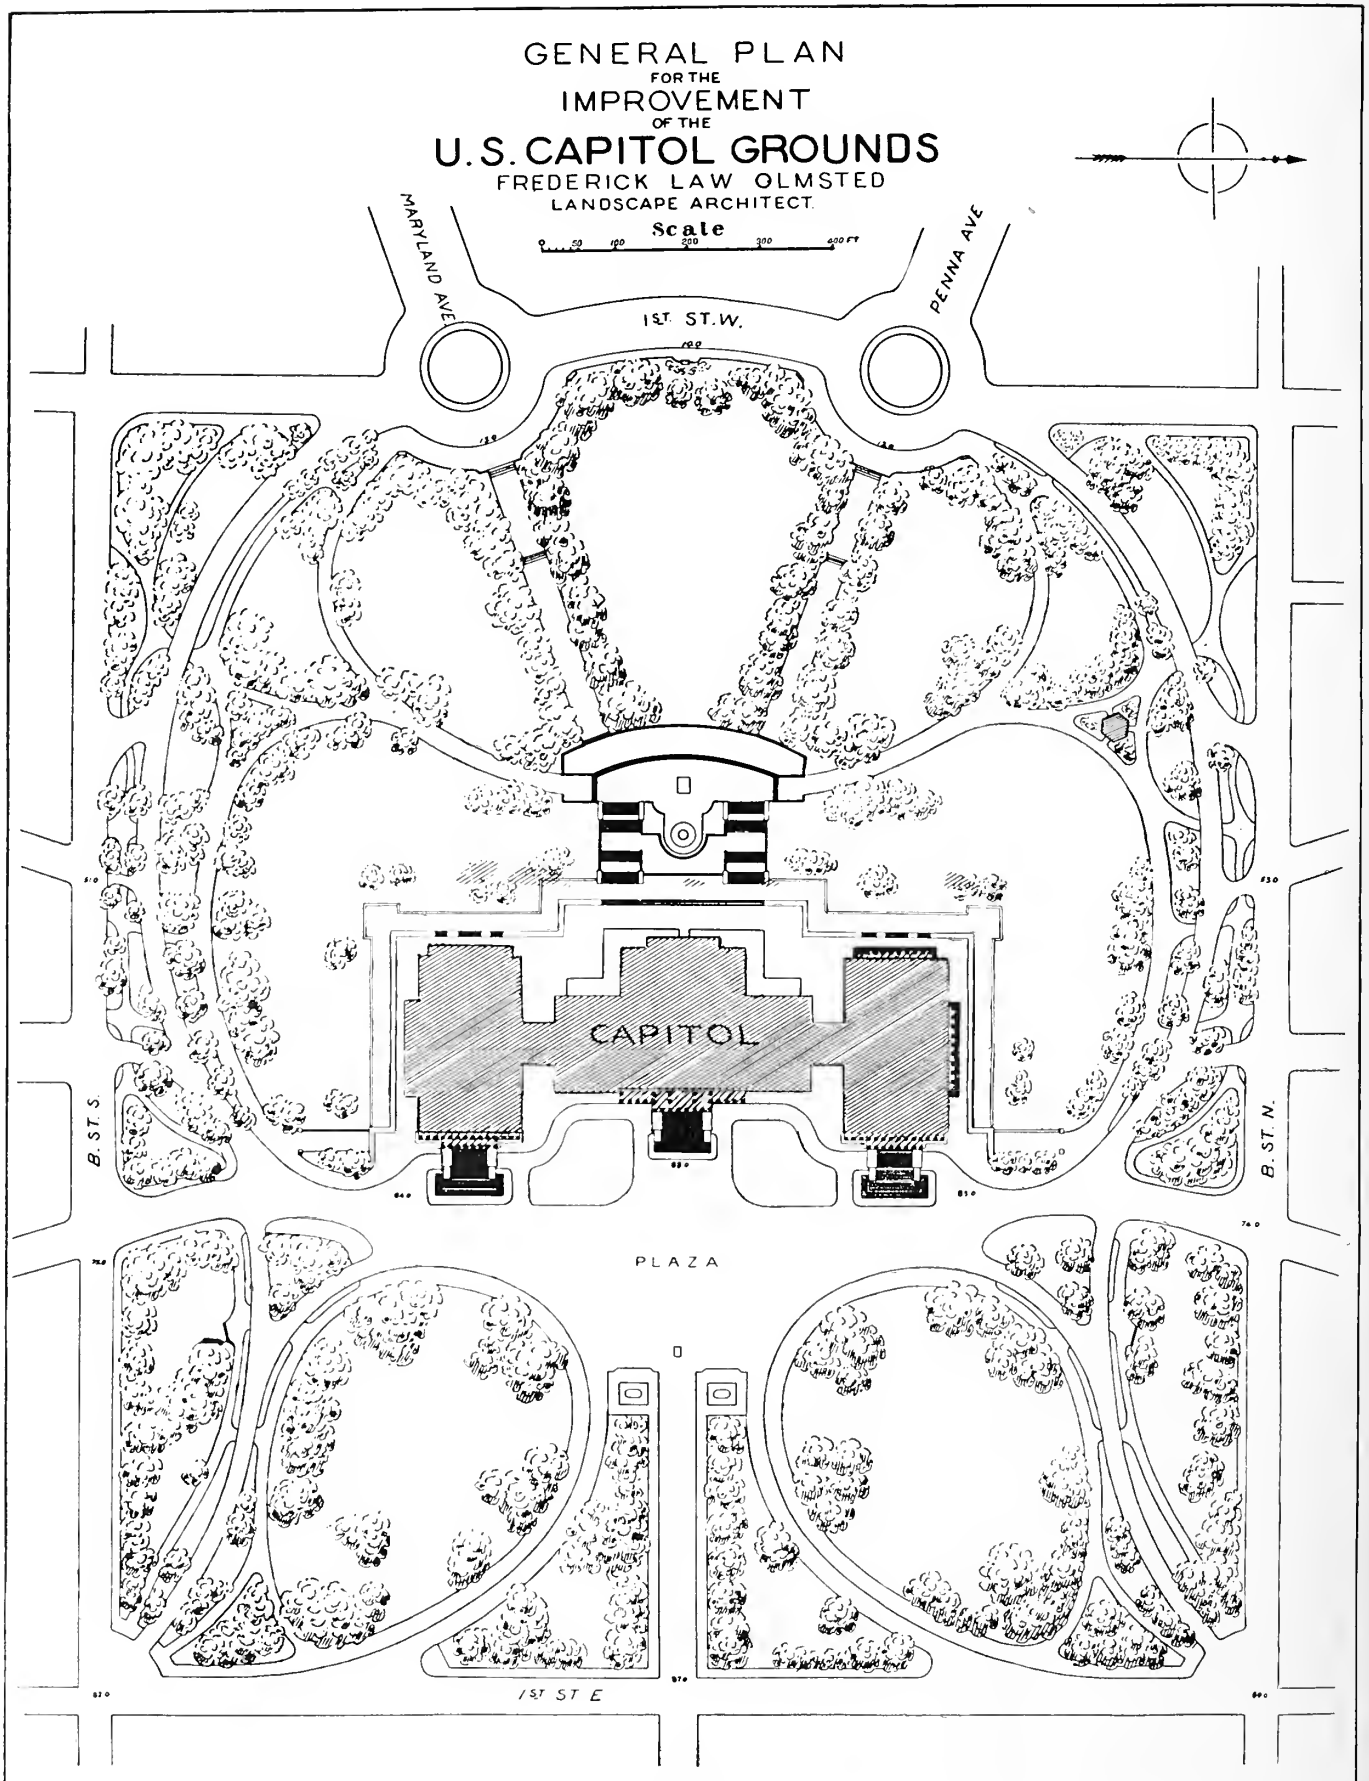 GENERAL PLAN
FOR THE
IMPROVEMENT
OF THE
U.S. CAPITOL GROUNDS
FREDERICK LAW OLMSTED
LANDSCAPE ARCHITECT.
Scale
0 50 100 200 300 400 FT
MARYLAND AVE.
PENNA AVE
1ST. ST. W.
CAPITOL
B. ST. S.
B. ST. N.
PLAZA
1ST ST E